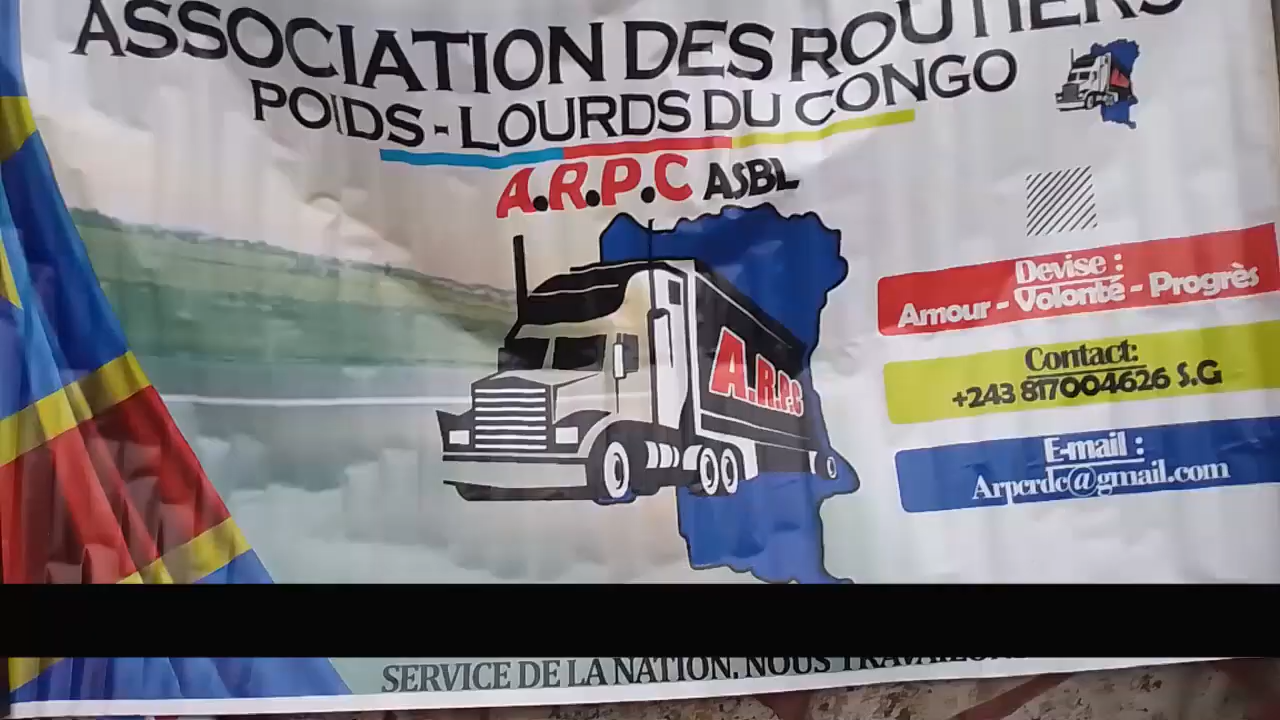 ASSOCIATION DES ROUTIERS
POIDS-LOURDS DU CONGO
A.R.P.C ASBL
A.R.P.C
Devise :
Amour - Volonté - Progrès
Contact:
+243 817004626 S.G
E-mail :
Arpcrdc@gmail.com
SERVICE DE LA NATION, NOUS